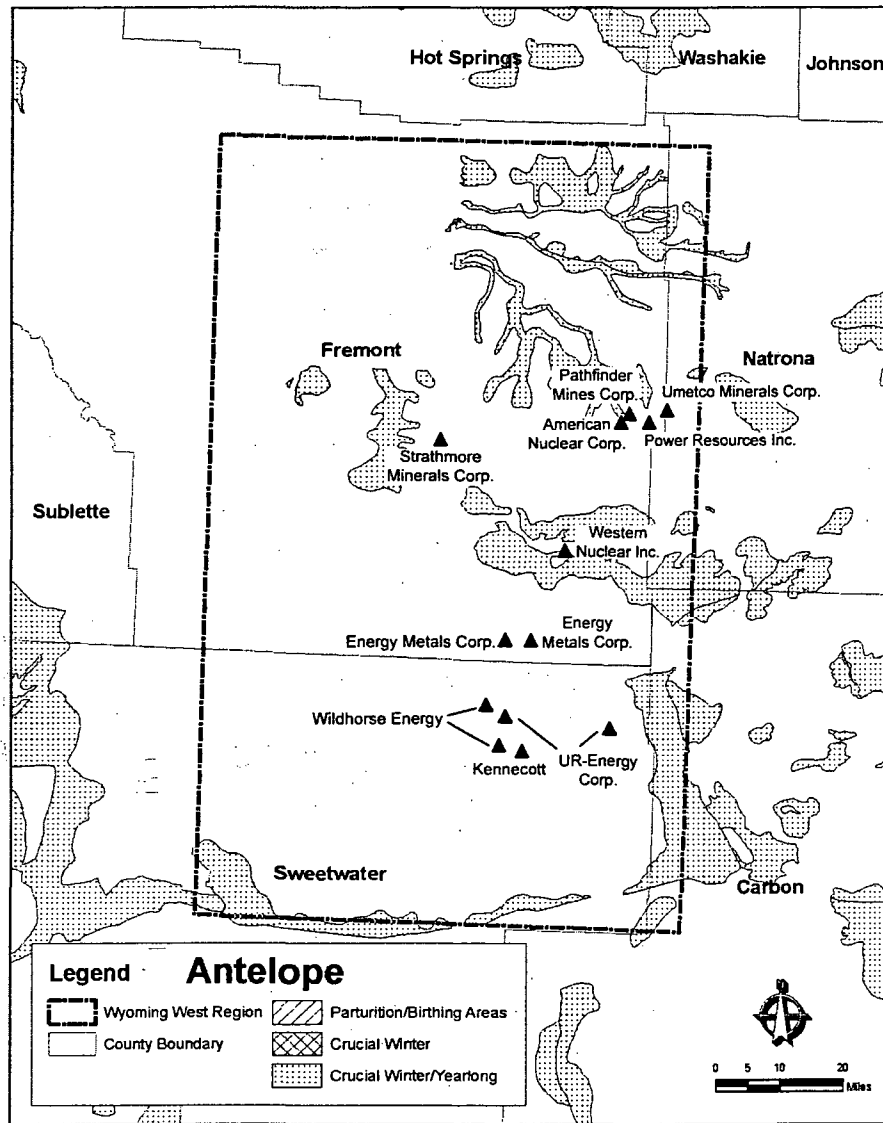 Hot Springs
Washakie
Johnson
Fremont
Natrona
Pathfinder
Mines Corp.
Umetco Minerals Corp.
American
Nuclear Corp.
Power Resources Inc.
Strathmore
Minerals Corp.
Sublette
Western
Nuclear Inc.
Energy Metals Corp.
Energy
Metals Corp.
Wildhorse Energy
Kennecott
UR-Energy
Corp.
Sweetwater
Carbon
Legend
Antelope
Wyoming West Region
County Boundary
Parturition/Birthing Areas
Crucial Winter
Crucial Winter/Yearlong
0 5 10 20
Miles